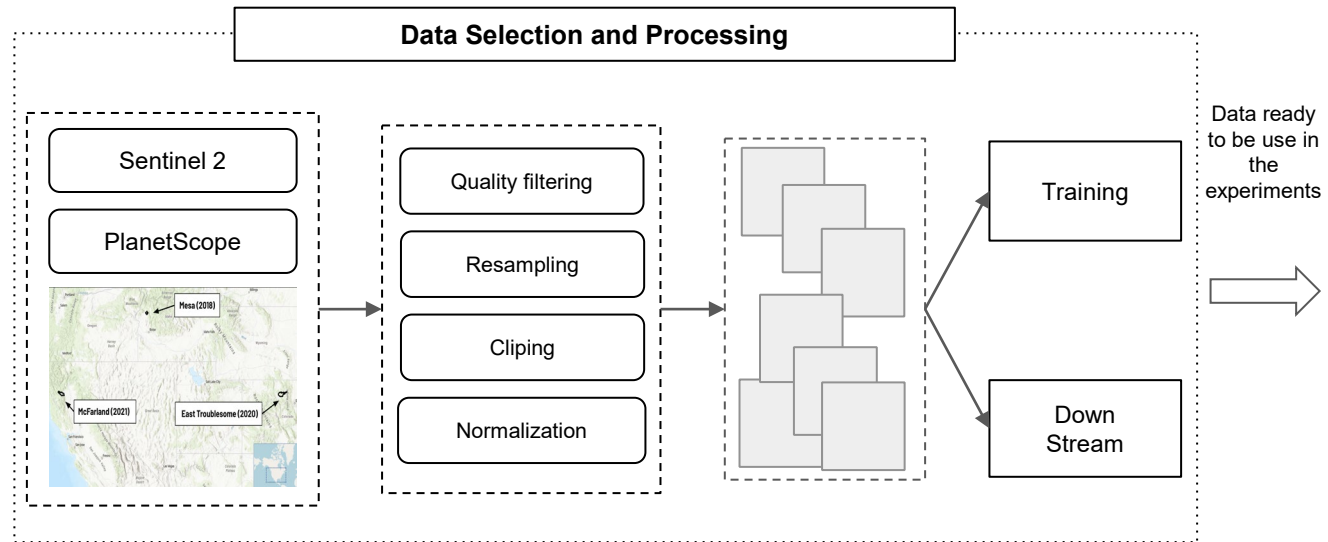 Data Selection and Processing
Sentinel 2
PlanetScope
Mesa (2018)
McFarland (2021)
East Troublesome (2020)
Quality filtering
Resampling
Cliping
Normalization
Training
Down
Stream
Data ready
to be use in
the
experiments